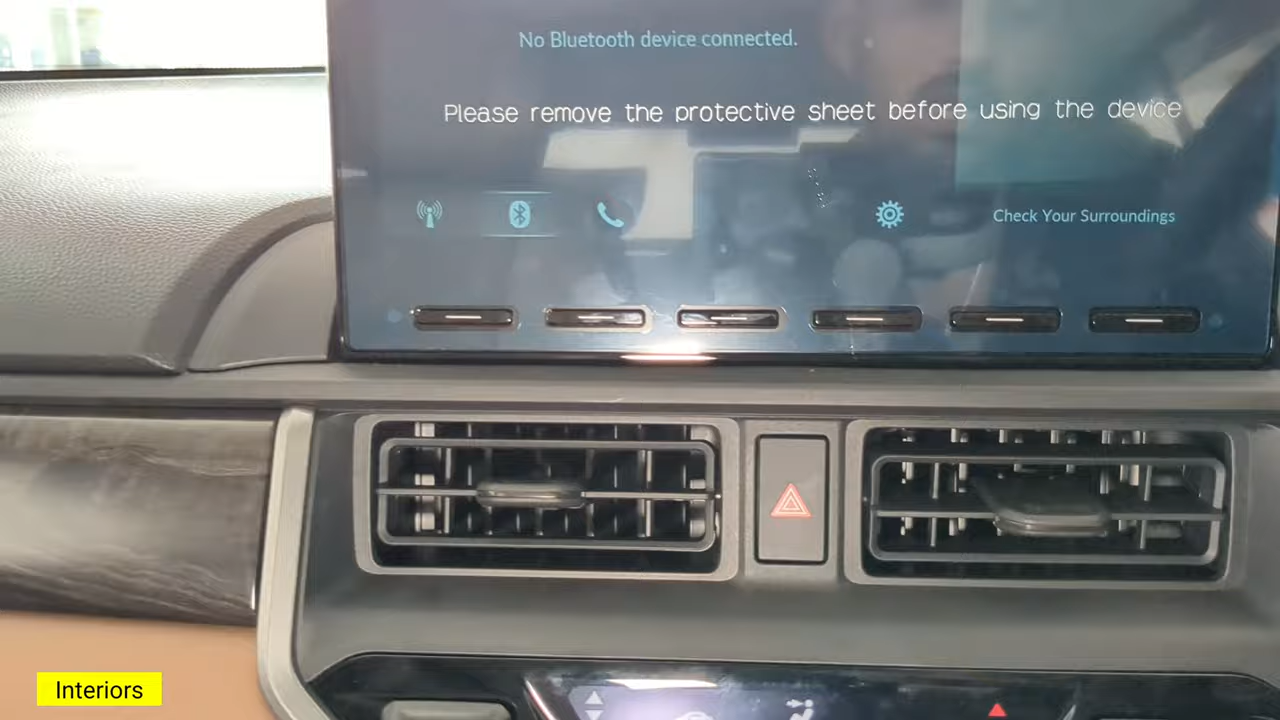 No Bluetooth device connected.
Please remove the protective sheet before using the device
Check Your Surroundings
Interiors